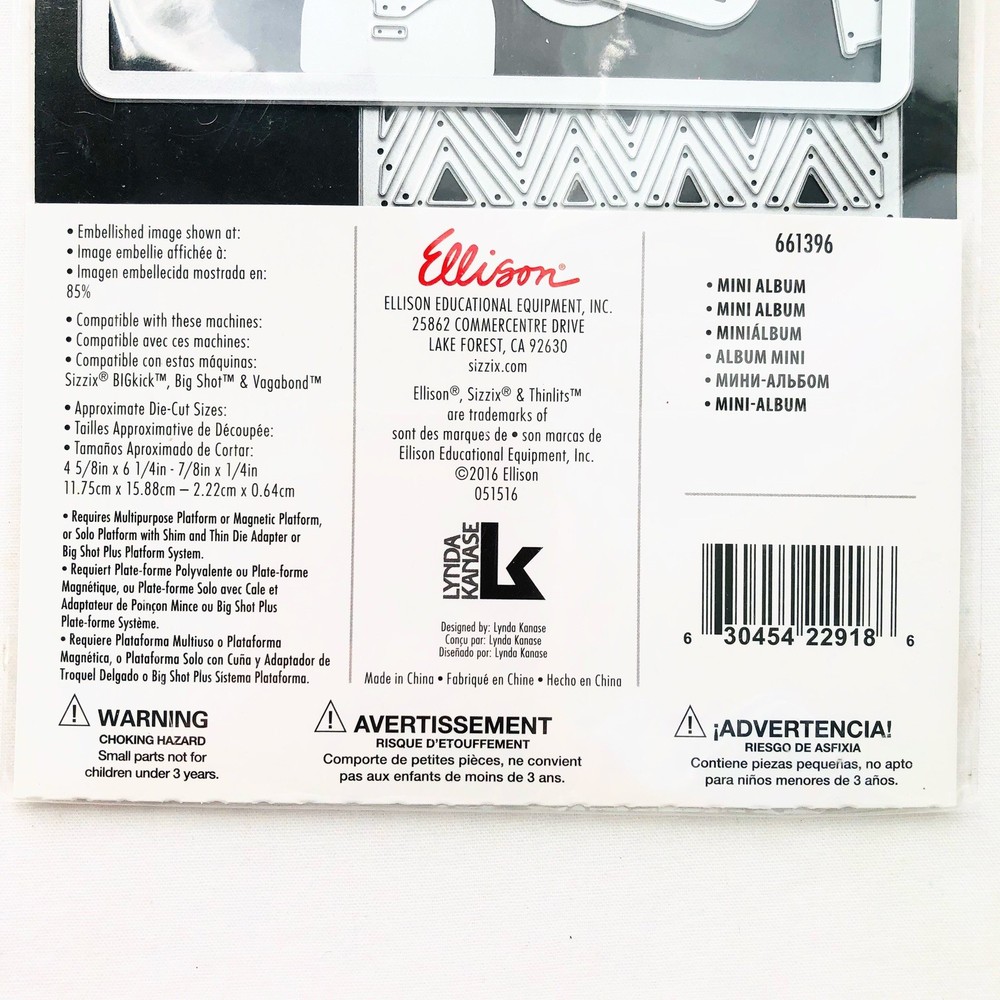 • Embellished image shown at:
• Image embellie affichée à:
• Imagen embellecida mostrada en:
85%
• Compatible with these machines:
• Compatible avec ces machines:
• Compatible con estas máquinas:
Sizzix® BIGkick™, Big Shot™ & Vagabond™
• Approximate Die-Cut Sizes:
• Tailles Approximative de Découpée:
• Tamaños Aproximado de Cortar:
4 5/8in x 6 1/4in - 7/8in x 1/4in
11.75cm x 15.88cm – 2.22cm x 0.64cm
• Requires Multipurpose Platform or Magnetic Platform,
or Solo Platform with Shim and Thin Die Adapter or
Big Shot Plus Platform System.
• Requiert Plate-forme Polyvalente ou Plate-forme
Magnétique, ou Plate-forme Solo avec Cale et
Adaptateur de Poinçon Mince ou Big Shot Plus
Plate-forme Système.
• Requiere Plataforma Multiuso o Plataforma
Magnética, o Plataforma Solo con Cuña y Adaptador de
Troquel Delgado o Big Shot Plus Sistema Plataforma.
Ellison®
ELLISON EDUCATIONAL EQUIPMENT, INC.
25862 COMMERCENTRE DRIVE
LAKE FOREST, CA 92630
sizzix.com
Ellison®, Sizzix® & Thinlits™
are trademarks of
sont des marques de • son marcas de
Ellison Educational Equipment, Inc.
©2016 Ellison
051516
LYNDA
KANASE
LK
Designed by: Lynda Kanase
Conçu par: Lynda Kanase
Diseñado por: Lynda Kanase
Made in China • Fabriqué en Chine • Hecho en China
661396
• MINI ALBUM
• MINI ALBUM
• MINIÁLBUM
• ALBUM MINI
• МИНИ-АЛЬБОМ
• MINI-ALBUM
6 30454 22918 6
WARNING
CHOKING HAZARD
Small parts not for
children under 3 years.
AVERTISSEMENT
RISQUE D'ETOUFFEMENT
Comporte de petites pièces, ne convient
pas aux enfants de moins de 3 ans.
¡ADVERTENCIA!
RIESGO DE ASFIXIA
Contiene piezas pequeñas, no apto
para niños menores de 3 años.